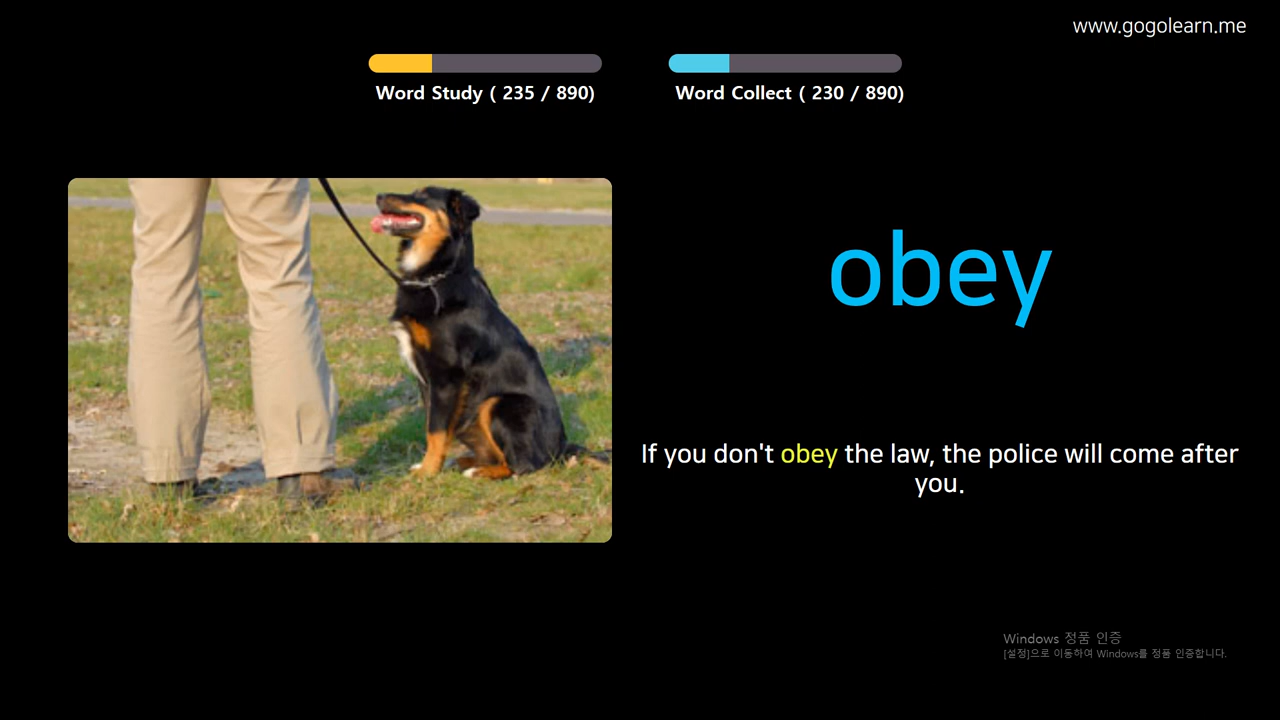 www.gogolearn.me
Word Study ( 235 / 890)
Word Collect ( 230 / 890)
obey
If you don't obey the law, the police will come after
you.
Windows 정품 인증
[설정]으로 이동하여 Windows를 정품 인증합니다.